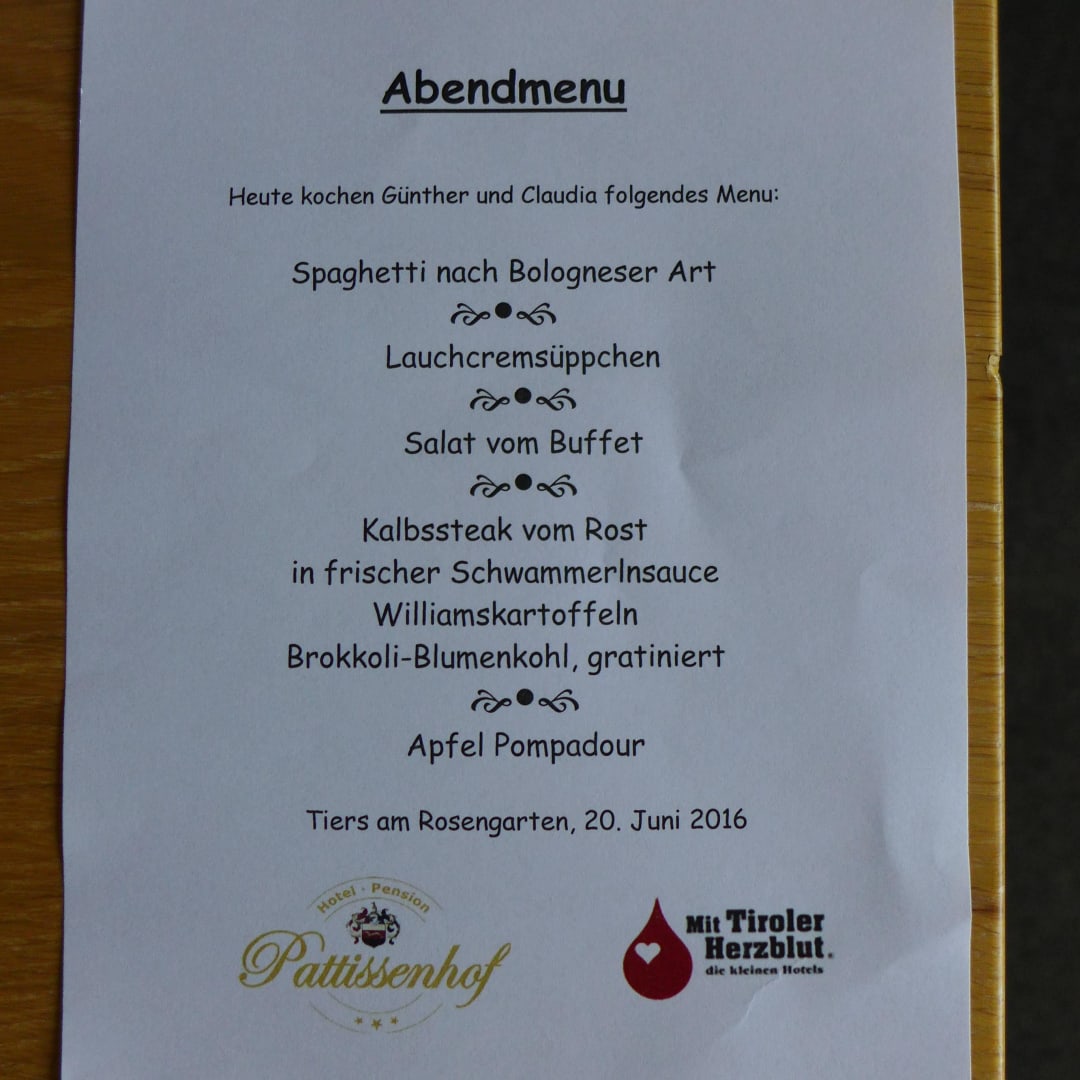 Abendmenu
Heute kochen Günther und Claudia folgendes Menu:
Spaghetti nach Bologneser Art
Lauchcremsüppchen
Salat vom Buffet
Kalbssteak vom Rost
in frischer Schwammerlnsauce
Williamskartoffeln
Brokkoli-Blumenkohl, gratiniert
Apfel Pompadour
Tiers am Rosengarten, 20. Juni 2016
Hotel · Pension
Pattissenhof
Mit Tiroler
Herzblut.
die kleinen Hotels